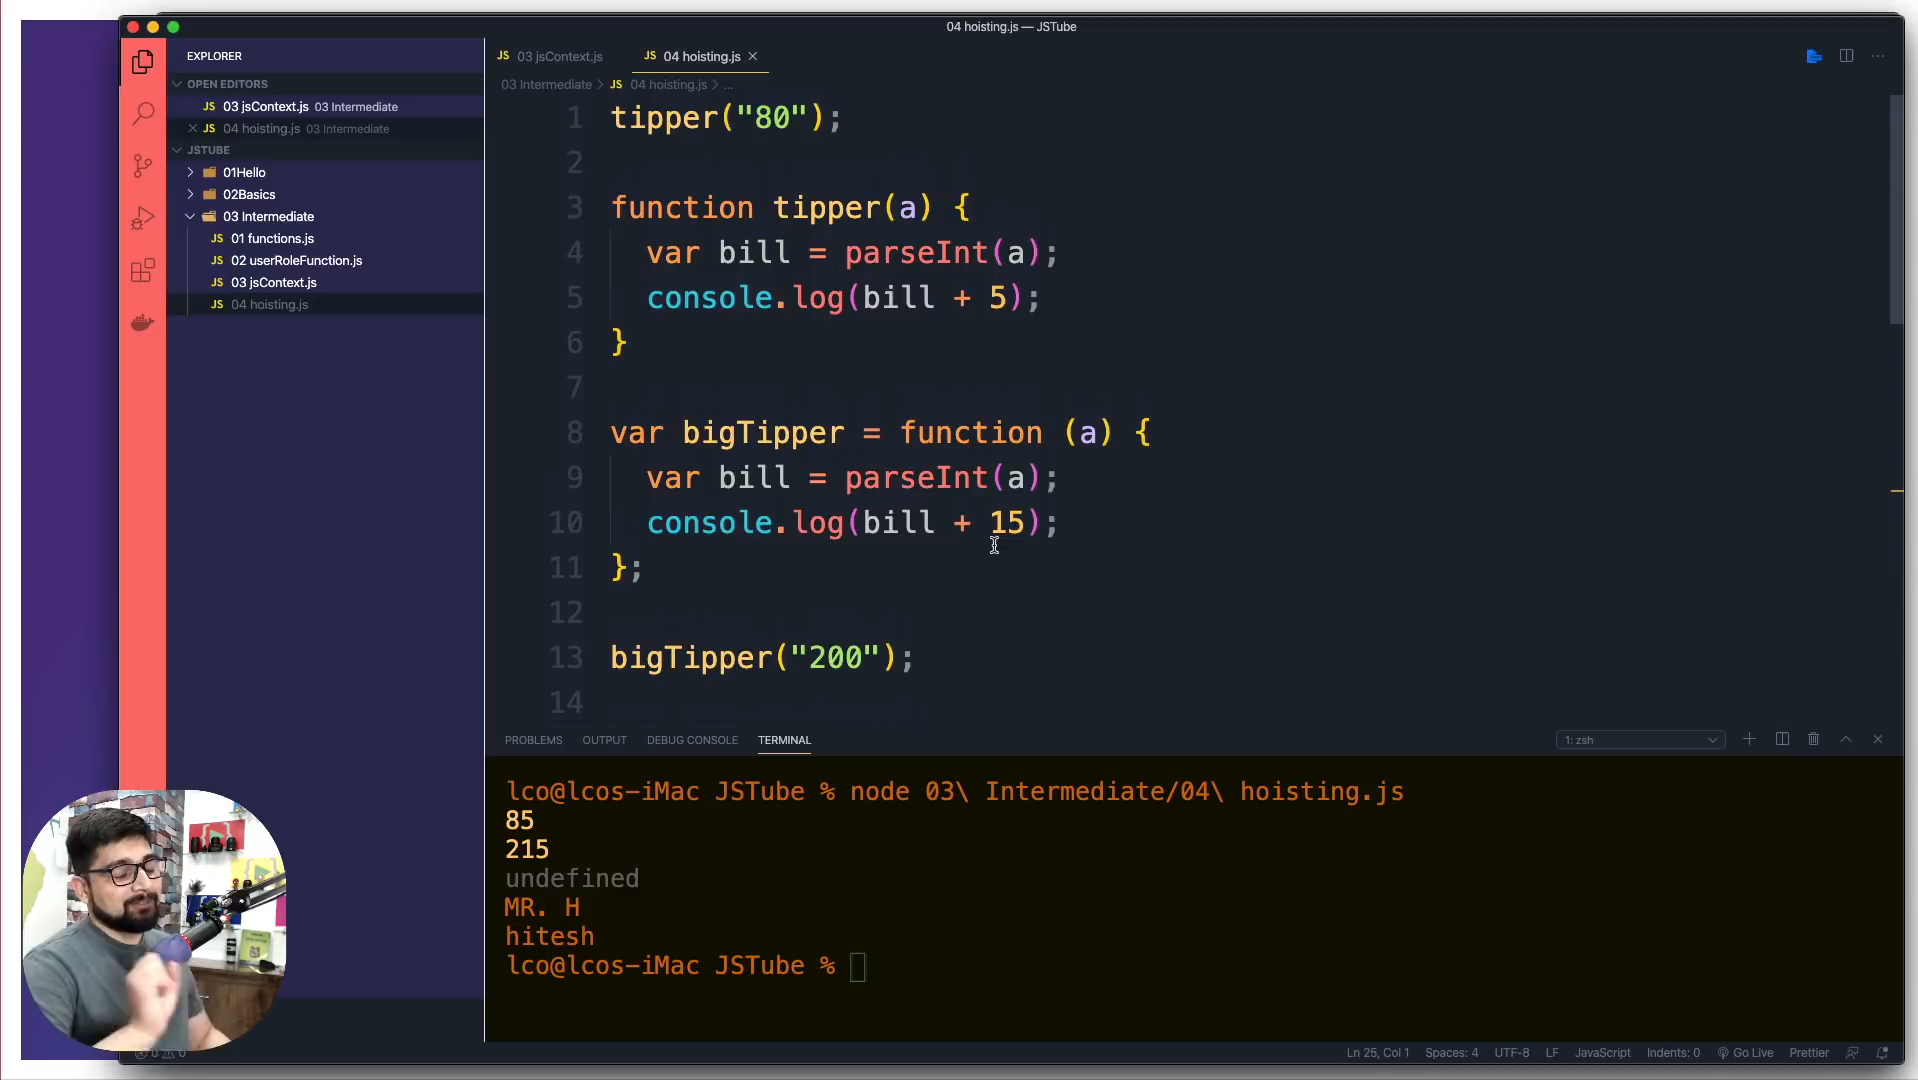 04 hoisting.js — JSTube
EXPLORER
OPEN EDITORS
JS 03 jsContext.js 03 Intermediate
JS 04 hoisting.js 03 Intermediate
JSTUBE
01Hello
02Basics
03 Intermediate
JS 01 functions.js
JS 02 userRoleFunction.js
JS 03 jsContext.js
JS 04 hoisting.js
JS 03 jsContext.js
JS 04 hoisting.js
03 Intermediate > JS 04 hoisting.js > ...
1 tipper("80");
2
3 function tipper(a) {
4 var bill = parseInt(a);
5 console.log(bill + 5);
6 }
7
8 var bigTipper = function (a) {
9 var bill = parseInt(a);
10 console.log(bill + 15);
11 };
12
13 bigTipper("200");
14
PROBLEMS OUTPUT DEBUG CONSOLE TERMINAL
1: zsh
lco@lcos-iMac JSTube % node 03\ Intermediate/04\ hoisting.js
85
215
undefined
MR. H
hitesh
lco@lcos-iMac JSTube %
Ln 25, Col 1 Spaces: 4 UTF-8 LF JavaScript Indents: 0 Go Live Prettier